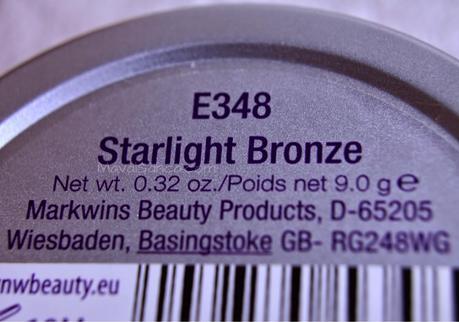 E348
Starlight Bronze
Net wt. 0.32 oz./Poids net 9.0 g e
Markwins Beauty Products, D-65205
Wiesbaden, Basingstoke GB- RG248WG
nwbeauty.eu